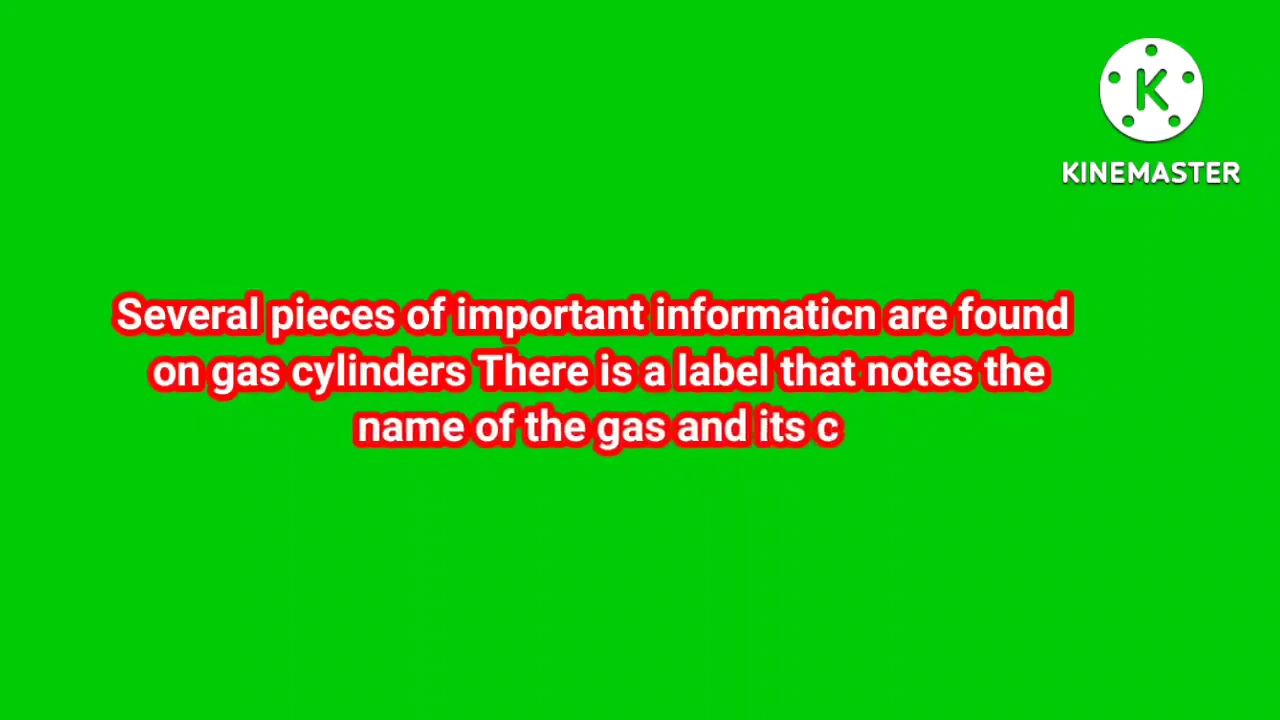 K
KINEMASTER
Several pieces of important informaticn are found
on gas cylinders There is a label that notes the
name of the gas and its c